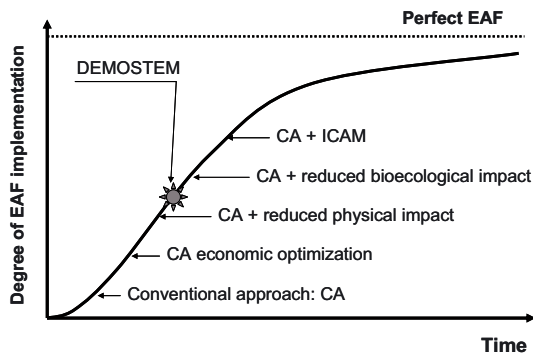 Perfect EAF
DEMOSTEM
Degree of EAF implementation
CA + ICAM
CA + reduced bioecological impact
CA + reduced physical impact
CA economic optimization
Conventional approach: CA
Time